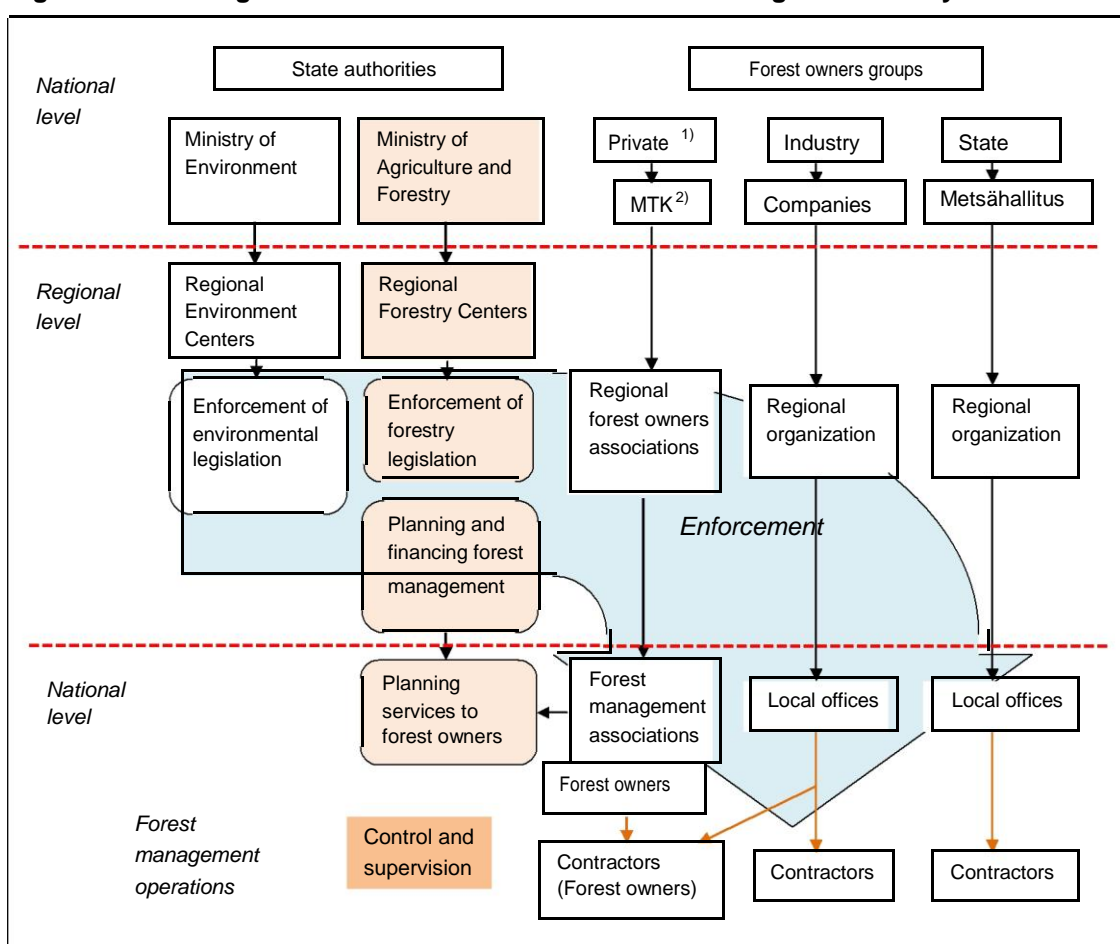 State authorities
Forest owners groups
National
level
Ministry of
Environment
Ministry of
Agriculture and
Forestry
Private 1)
Industry
State
MTK2)
Companies
Metsähallitus
Regional
level
Regional
Environment
Centers
Regional
Forestry Centers
Enforcement of
environmental
legislation
Enforcement of
forestry
legislation
Regional
forest owners
associations
Regional
organization
Regional
organization
Planning and
financing forest
management
Enforcement
National
level
Planning
services to
forest owners
Forest
management
associations
Local offices
Local offices
Forest owners
Forest
management
operations
Control and
supervision
Contractors
(Forest owners)
Contractors
Contractors